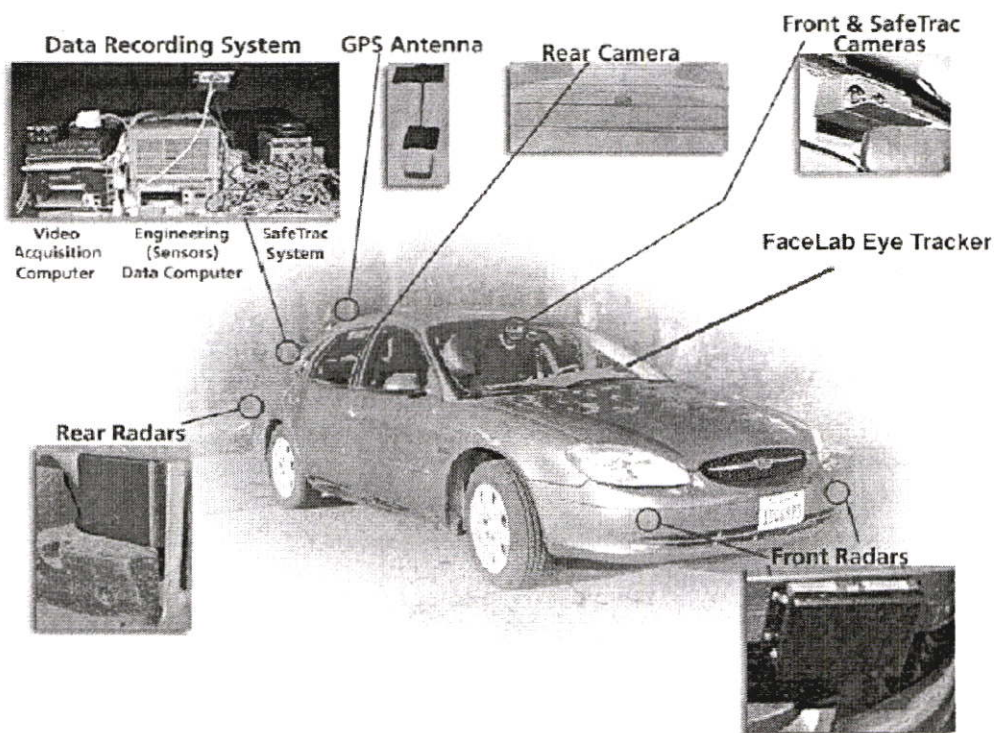 Data Recording System
GPS Antenna
Rear Camera
Front & SafeTrac
Cameras
Video
Acquisition
Computer
Engineering
(Sensors)
Data Computer
SafeTrac
System
FaceLab Eye Tracker
Rear Radars
Front Radars